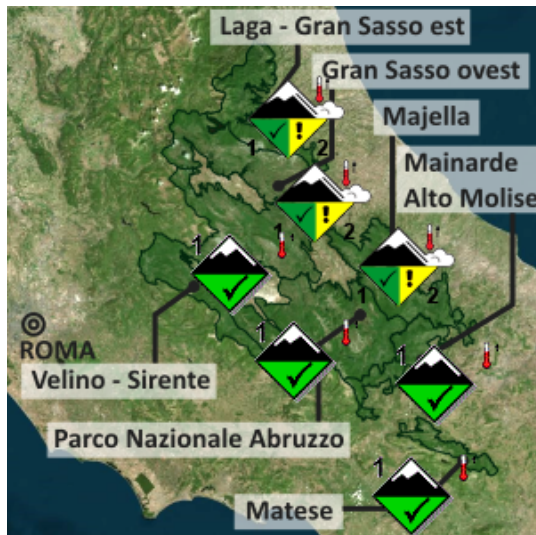 Laga - Gran Sasso est
Gran Sasso ovest
Majella
Mainarde
Alto Molise
! 1 2
! 1 2
! 1 2
1
1
1
1
ROMA
Velino - Sirente
Parco Nazionale Abruzzo
Matese